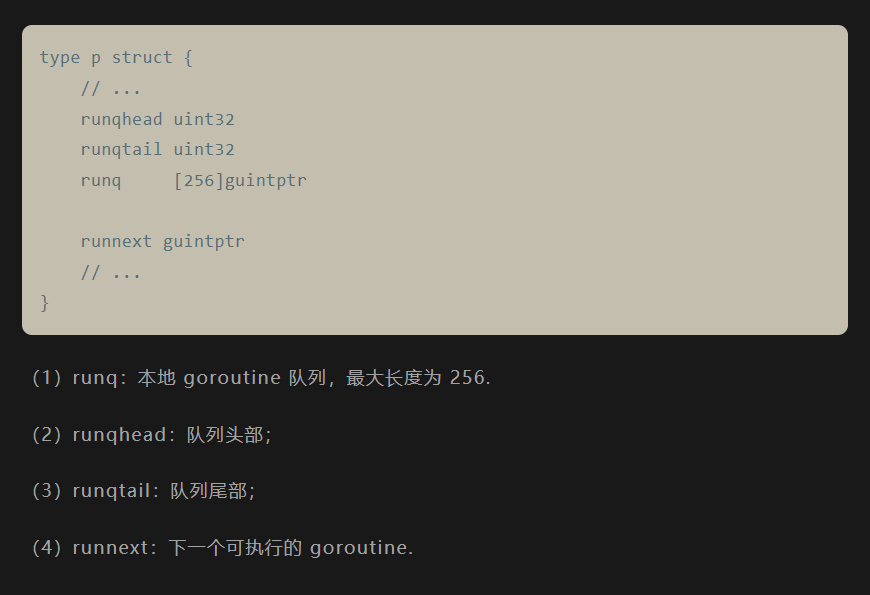 type p struct {
    // ...
    runqhead uint32
    runqtail uint32
    runq     [256]guintptr
    runnext guintptr
    // ...
}
（1）runq：本地 goroutine 队列，最大长度为 256.
（2）runqhead：队列头部；
（3）runqtail：队列尾部；
（4）runnext：下一个可执行的 goroutine.